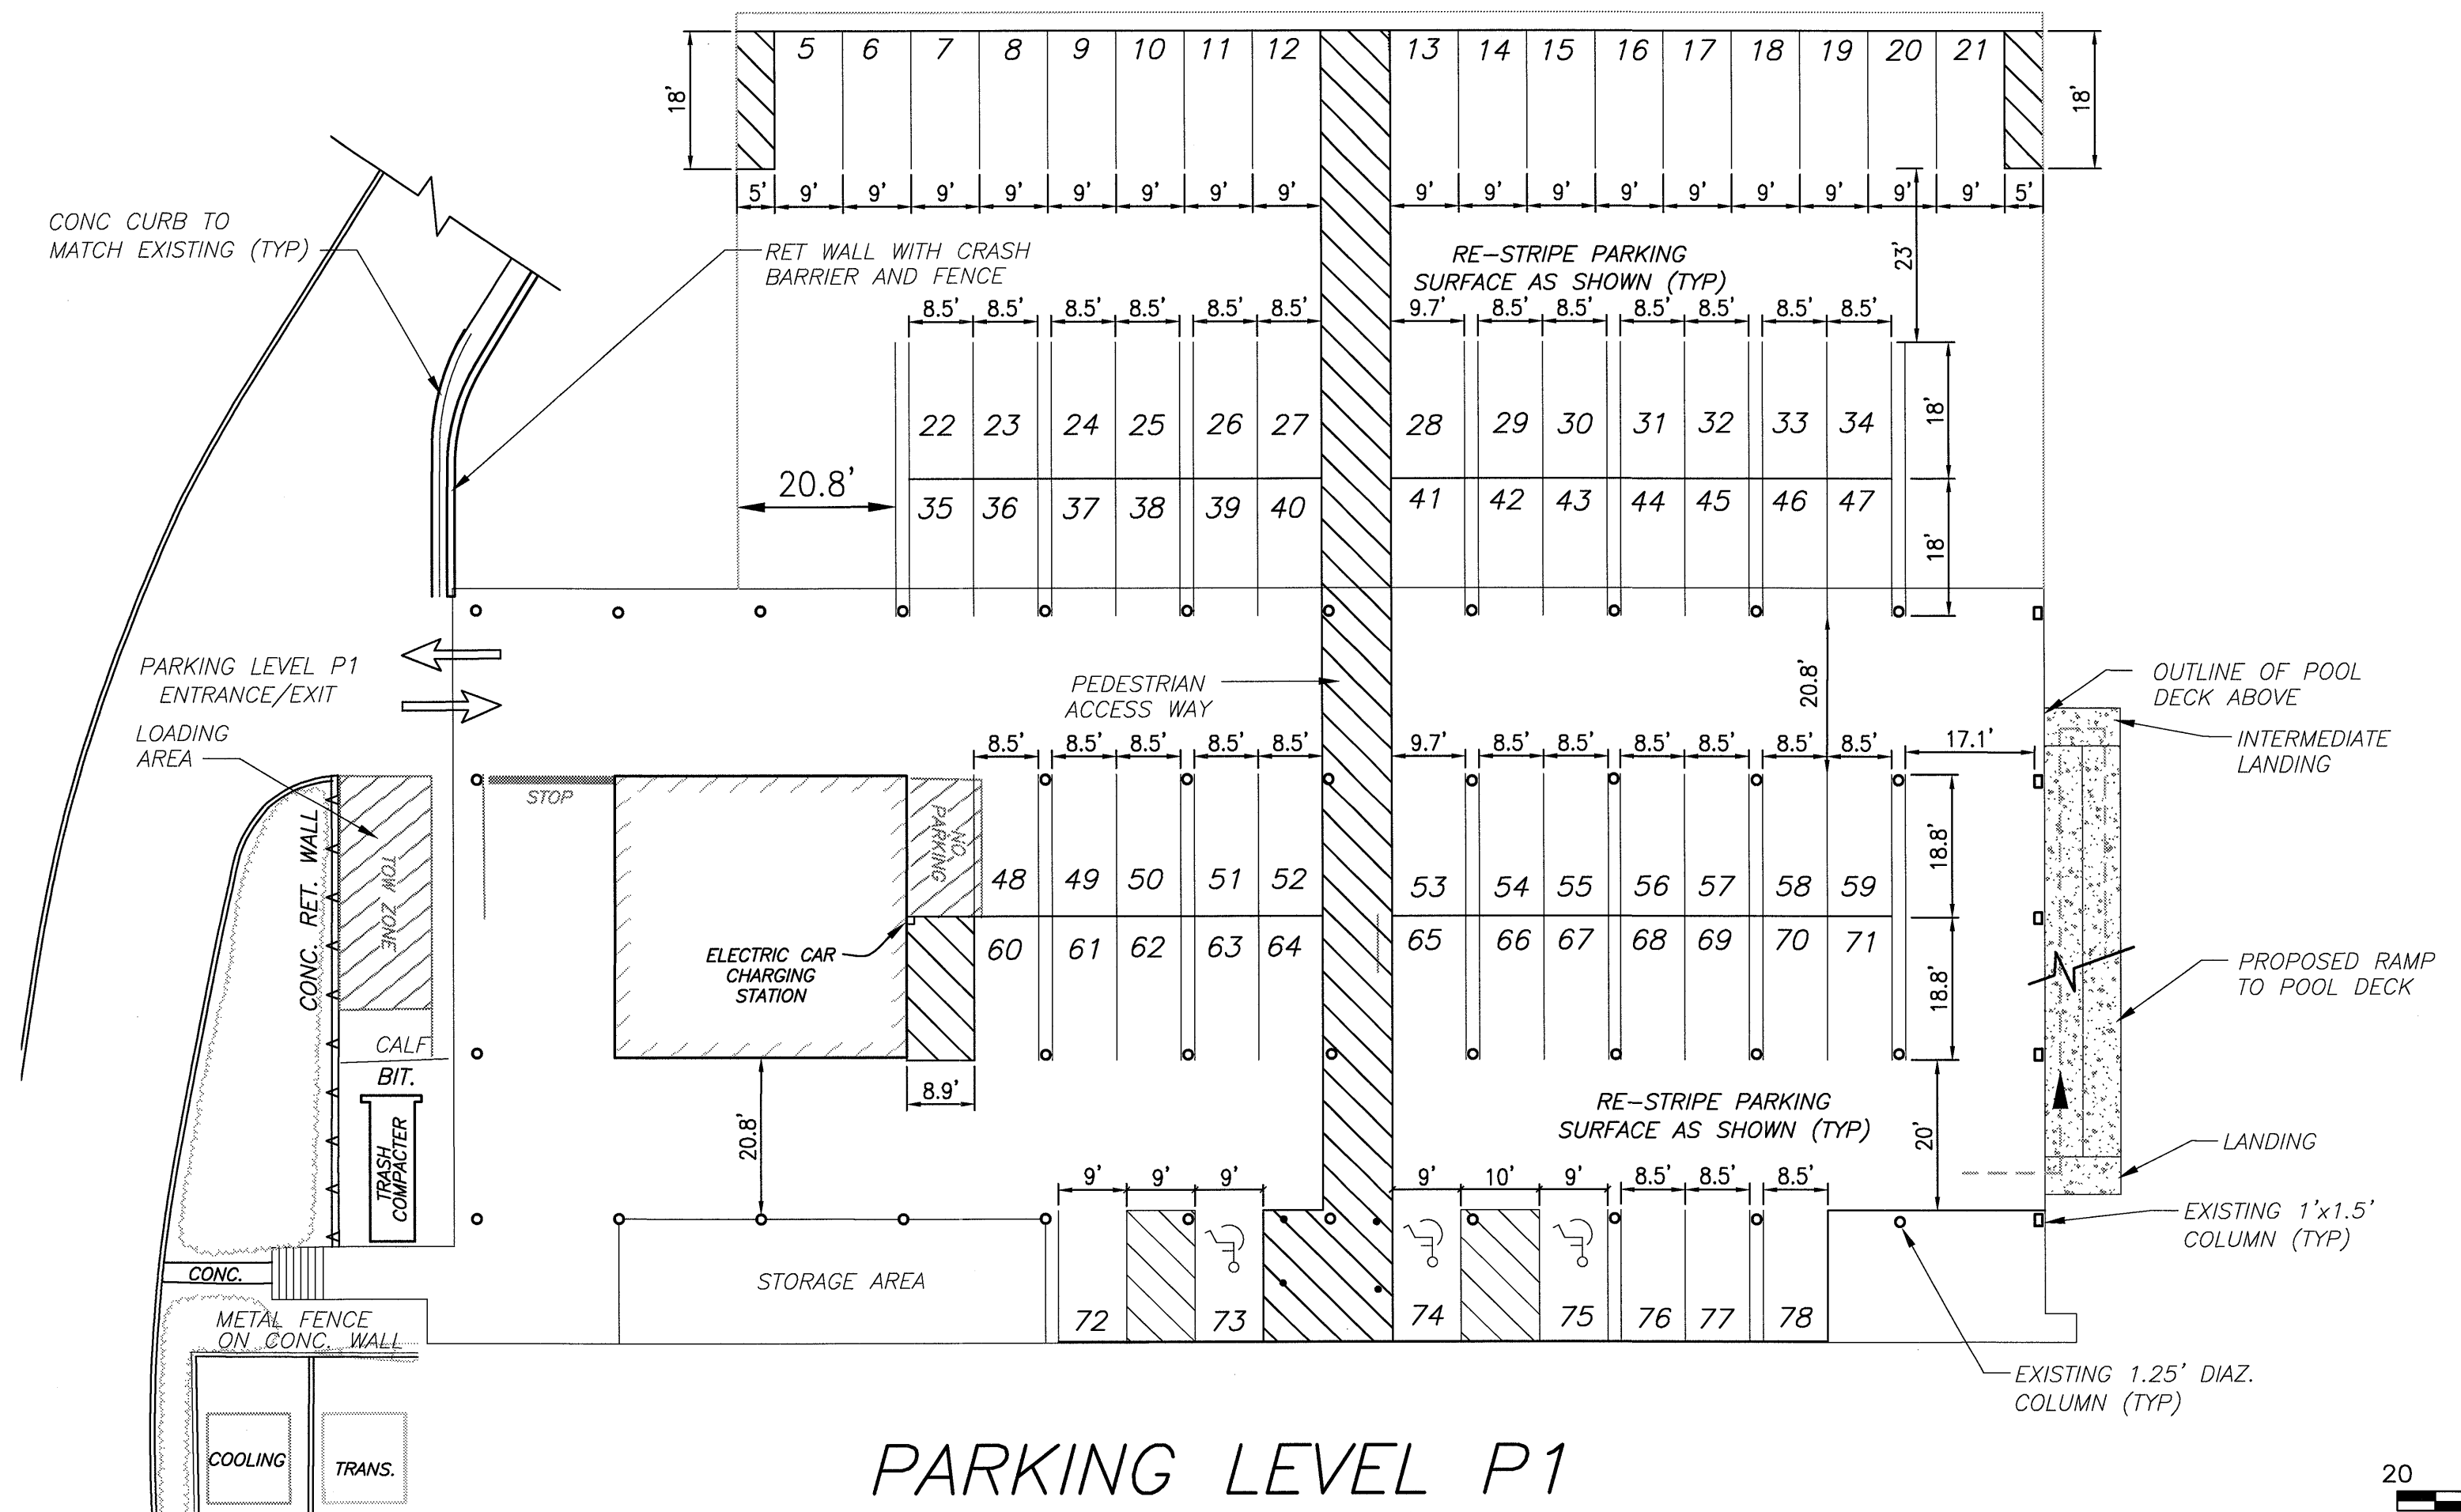 5 6 7 8 9 10 11 12 13 14 15 16 17 18 19 20 21
18' 18'
5' 9' 9' 9' 9' 9' 9' 9' 9' 9' 9' 9' 9' 9' 9' 9' 9' 9' 5'
CONC CURB TO
MATCH EXISTING (TYP)
RET WALL WITH CRASH
BARRIER AND FENCE
RE-STRIPE PARKING
SURFACE AS SHOWN (TYP)
23'
8.5' 8.5' 8.5' 8.5' 8.5' 8.5' 9.7' 8.5' 8.5' 8.5' 8.5' 8.5' 8.5'
22 23 24 25 26 27 28 29 30 31 32 33 34
18'
20.8'
35 36 37 38 39 40 41 42 43 44 45 46 47
18'
PARKING LEVEL P1
ENTRANCE/EXIT
PEDESTRIAN
ACCESS WAY
20.8'
OUTLINE OF POOL
DECK ABOVE
LOADING
AREA
INTERMEDIATE
LANDING
8.5' 8.5' 8.5' 8.5' 8.5' 9.7' 8.5' 8.5' 8.5' 8.5' 8.5' 8.5' 17.1'
STOP
NO
PARKING
CONC. RET. WALL
TOW ZONE
48 49 50 51 52 53 54 55 56 57 58 59
18.8'
ELECTRIC CAR
CHARGING
STATION
60 61 62 63 64 65 66 67 68 69 70 71
18.8'
PROPOSED RAMP
TO POOL DECK
CALF
BIT.
TRASH
COMPACTER
8.9'
20.8'
RE-STRIPE PARKING
SURFACE AS SHOWN (TYP)
20'
LANDING
9' 9' 9' 9' 10' 9' 8.5' 8.5' 8.5'
EXISTING 1'x1.5'
COLUMN (TYP)
STORAGE AREA
72 73 74 75 76 77 78
CONC.
METAL FENCE
ON CONC. WALL
EXISTING 1.25' DIAZ.
COLUMN (TYP)
COOLING
TRANS.
PARKING LEVEL P1
20